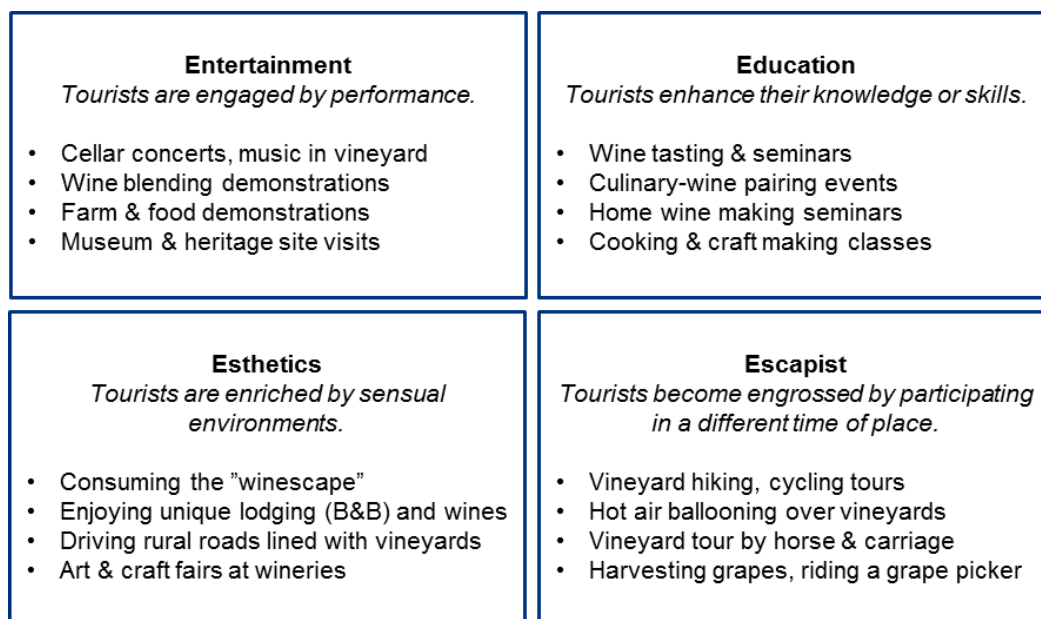 Entertainment
Tourists are engaged by performance.
• Cellar concerts, music in vineyard
• Wine blending demonstrations
• Farm & food demonstrations
• Museum & heritage site visits
Education
Tourists enhance their knowledge or skills.
• Wine tasting & seminars
• Culinary-wine pairing events
• Home wine making seminars
• Cooking & craft making classes
Esthetics
Tourists are enriched by sensual
environments.
• Consuming the ”winescape”
• Enjoying unique lodging (B&B) and wines
• Driving rural roads lined with vineyards
• Art & craft fairs at wineries
Escapist
Tourists become engrossed by participating
in a different time of place.
• Vineyard hiking, cycling tours
• Hot air ballooning over vineyards
• Vineyard tour by horse & carriage
• Harvesting grapes, riding a grape picker